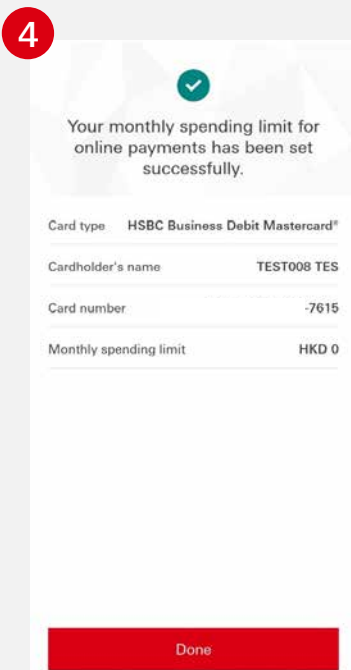 4
Your monthly spending limit for
online payments has been set
successfully.
Card type HSBC Business Debit Mastercard®
Cardholder's name TEST008 TES
Card number -7615
Monthly spending limit HKD 0
Done